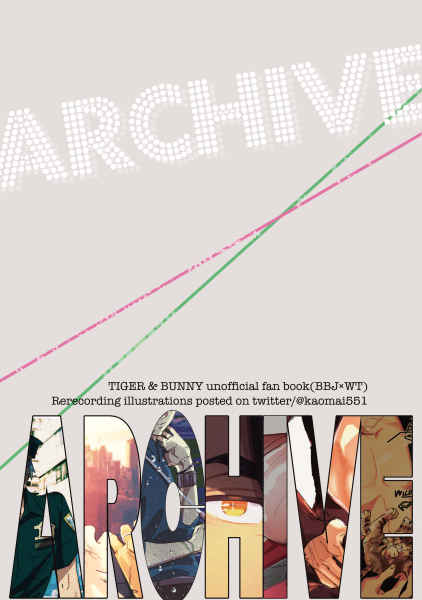 ARCHIVE
TIGER & BUNNY unofficial fan book(BBJ×WT)
Rerecording illustrations posted on twitter/@kaomai551
ARCHIVE